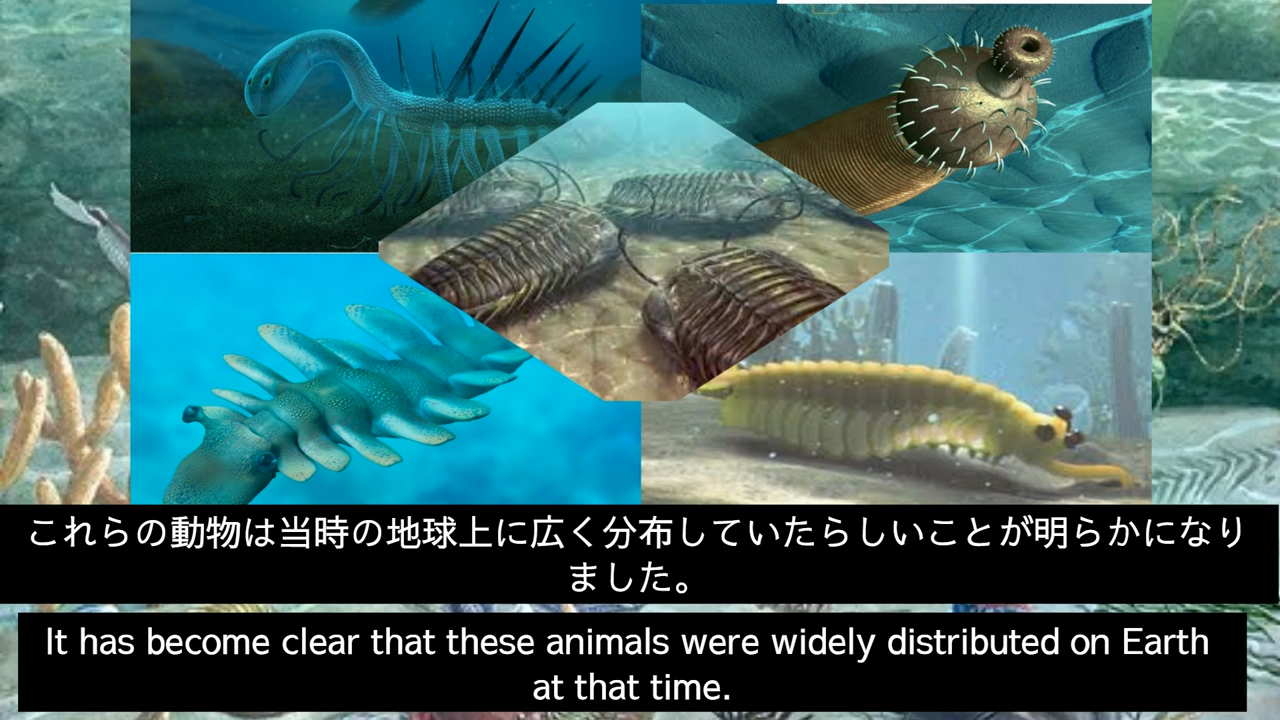 これらの動物は当時の地球上に広く分布していたらしいことが明らかになり
ました。
It has become clear that these animals were widely distributed on Earth
at that time.